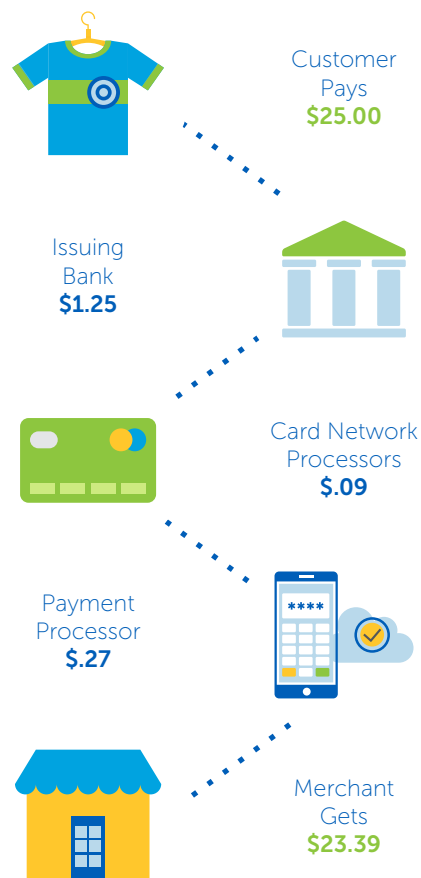 Customer
Pays
$25.00
Issuing
Bank
$1.25
Card Network
Processors
$.09
Payment
Processor
$.27
****
Merchant
Gets
$23.39